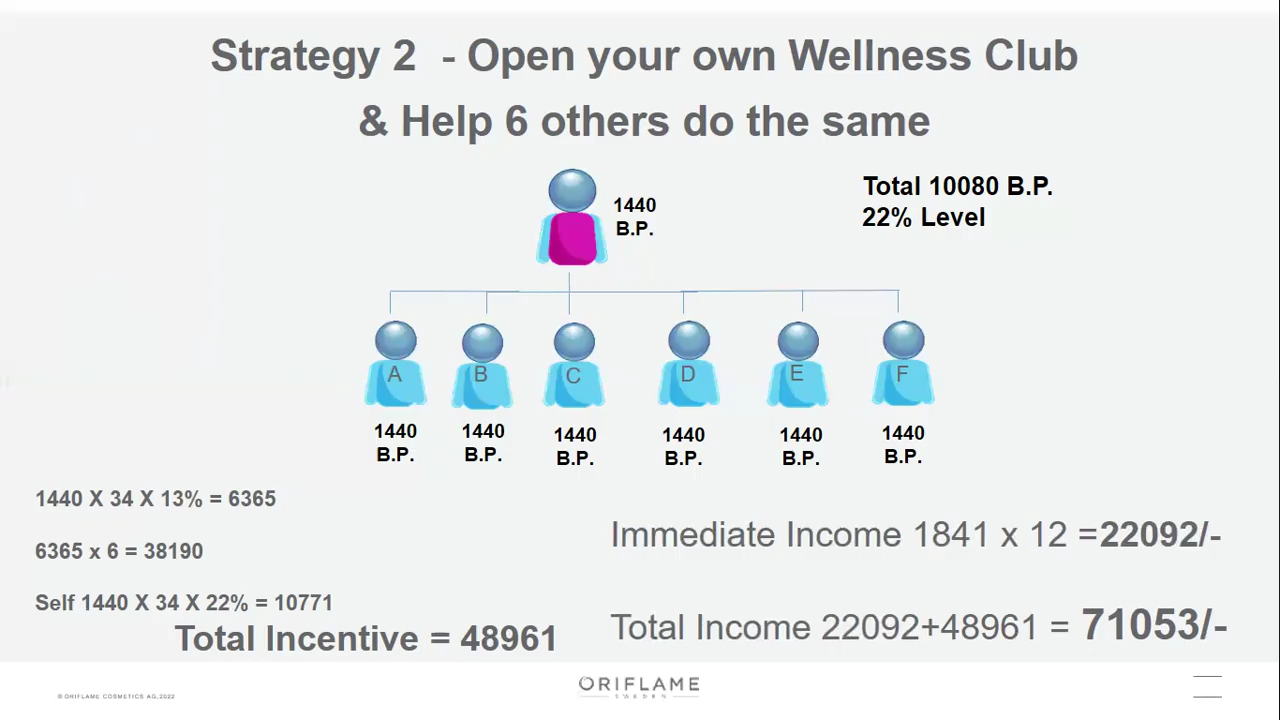 Strategy 2 - Open your own Wellness Club
& Help 6 others do the same
Total 10080 B.P.
22% Level
1440
B.P.
A B C D E F
1440 1440 1440 1440 1440 1440
B.P. B.P. B.P. B.P. B.P. B.P.
1440 X 34 X 13% = 6365
6365 x 6 = 38190
Self 1440 X 34 X 22% = 10771
Total Incentive = 48961
Immediate Income 1841 x 12 =22092/-
Total Income 22092+48961 = 71053/-
© ORIFLAME COSMETICS AG,2022
ORIFLAME
SWEDEN